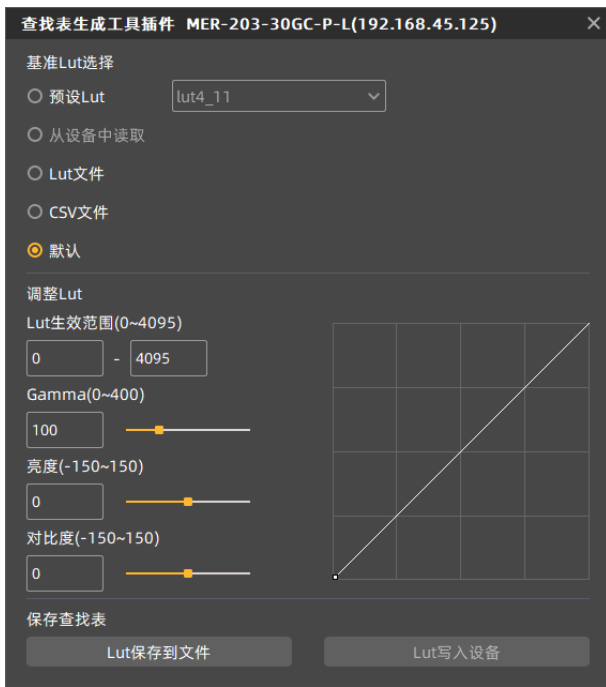 查找表生成工具插件 MER-203-30GC-P-L(192.168.45.125)
基准Lut选择
预设Lut lut4_11
从设备中读取
Lut文件
CSV文件
默认
调整Lut
Lut生效范围(0~4095)
0 - 4095
Gamma(0~400)
100
亮度(-150~150)
0
对比度(-150~150)
0
保存查找表
Lut保存到文件 Lut写入设备